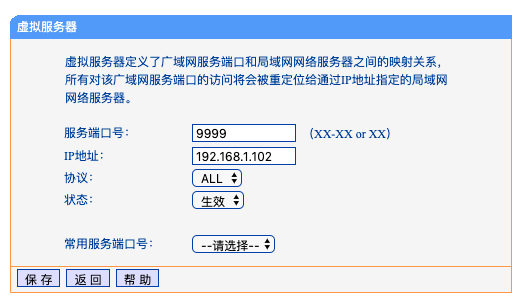 虚拟服务器
虚拟服务器定义了广域网服务端口和局域网网络服务器之间的映射关系，
所有对该广域网服务端口的访问将会被重定位给通过IP地址指定的局域网
网络服务器。
服务端口号： 9999 （XX-XX or XX）
IP地址： 192.168.1.102
协议： ALL
状态： 生效
常用服务端口号： --请选择--
保 存 返 回 帮 助